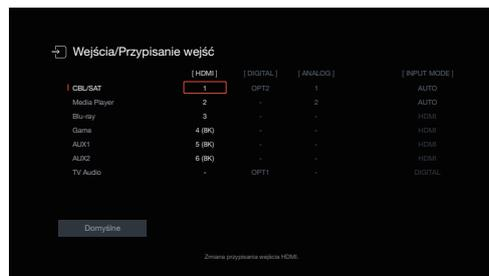 Wejścia/Przypisanie wejść
[ HDMI ] [ DIGITAL ] [ ANALOG ] [ INPUT MODE ]
CBL/SAT 1 OPT2 1 AUTO
Media Player 2 - 2 AUTO
Blu-ray 3 - - HDMI
Game 4 (8K) - - HDMI
AUX1 5 (8K) - - HDMI
AUX2 6 (8K) - - HDMI
TV Audio - OPT1 - DIGITAL
Domyślne
Zmiana przypisania wejścia HDMI.